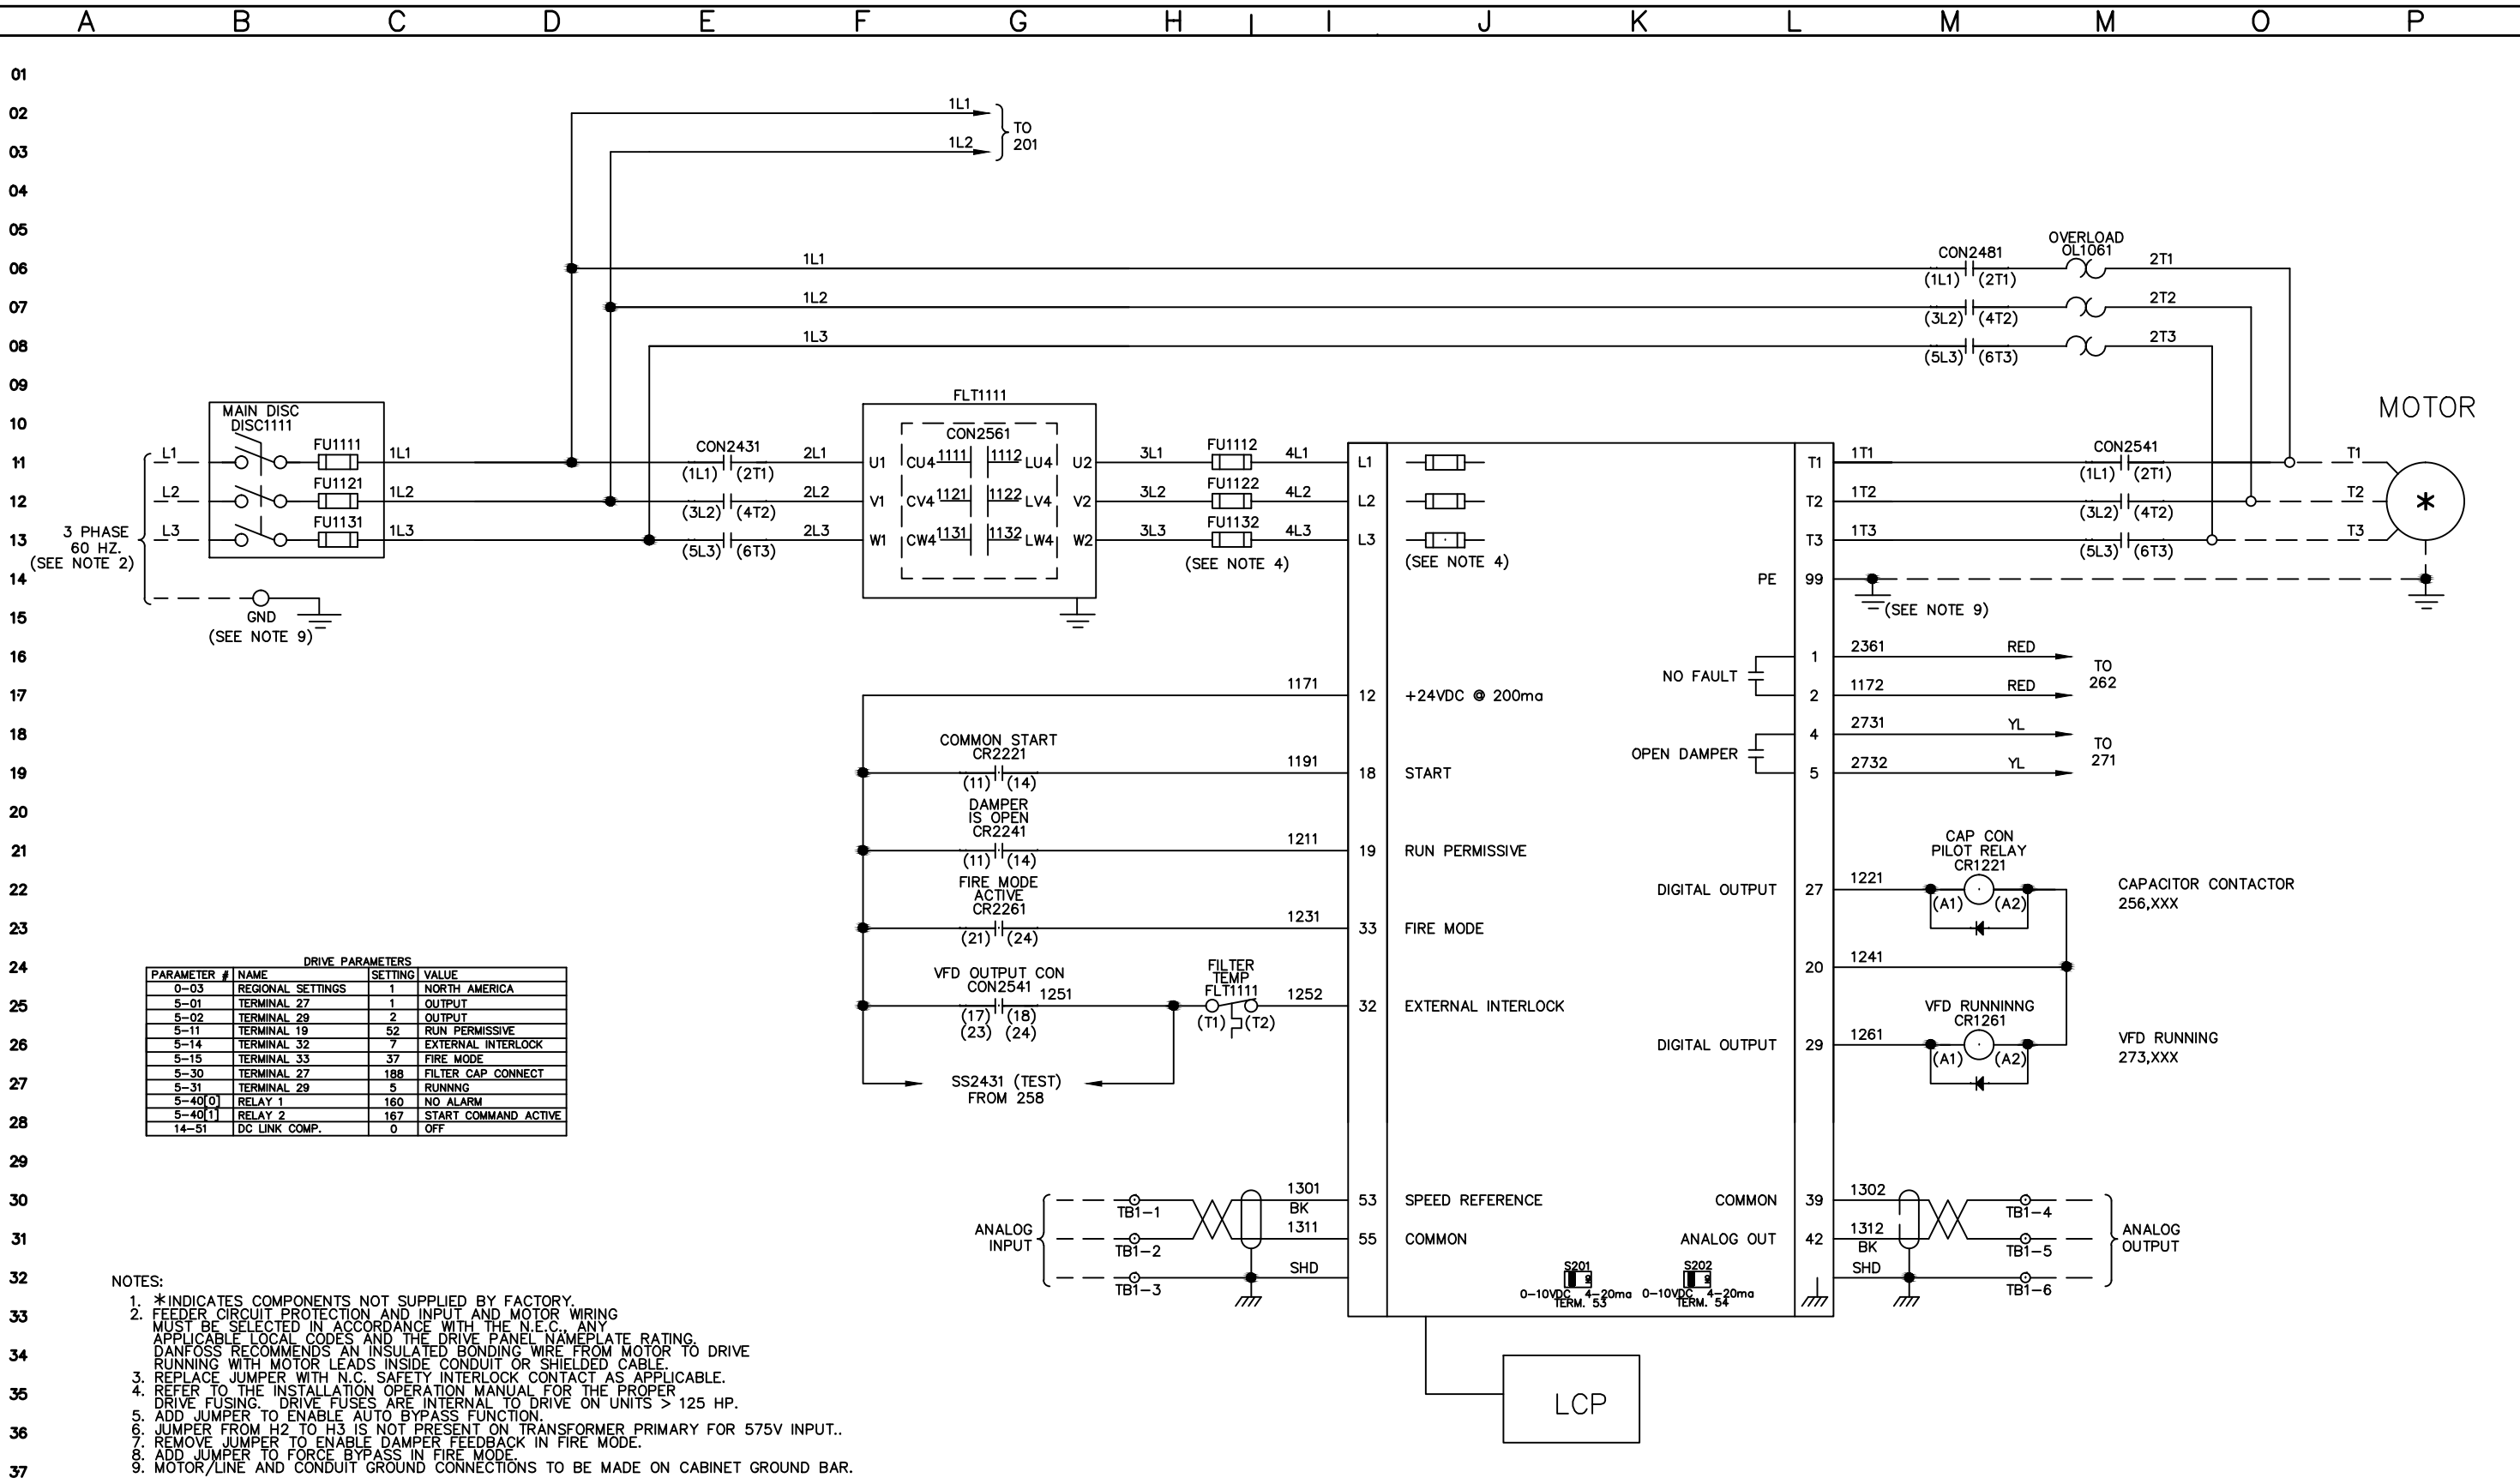 A B C D E F G H I J K L M M O P
01
02 1L1
TO
201
03 1L2
04
05
OVERLOAD
06 1L1 CON2481 OL1061 2T1
(1L1) (2T1)
07 1L2 2T2
(3L2) (4T2)
08 1L3 2T3
(5L3) (6T3)
09
FLT1111
10 MAIN DISC
DISC1111
MOTOR
CON2561
11 L1 FU1111 1L1 CON2431 2L1 U1 CU4 1111 1112 LU4 U2 3L1 FU1112 4L1 L1 T1 1T1 CON2541 T1
(1L1) (2T1) (1L1) (2T1)
12 L2 FU1121 1L2 2L2 V1 CV4 1121 1122 LV4 V2 3L2 FU1122 4L2 L2 T2 1T2 T2
(3L2) (4T2) (3L2) (4T2)
*
13 L3 FU1131 1L3 2L3 W1 CW4 1131 1132 LW4 W2 3L3 FU1132 4L3 L3 T3 1T3 T3
(5L3) (6T3) (5L3) (6T3)
3 PHASE
60 HZ.
(SEE NOTE 2)
(SEE NOTE 4) (SEE NOTE 4)
14 PE 99
(SEE NOTE 9)
15 GND
(SEE NOTE 9)
16 1 2361 RED
NO FAULT
TO
262
17 1171 12 +24VDC @ 200ma 2 1172 RED
18 4 2731 YL
OPEN DAMPER
TO
271
COMMON START
CR2221
19 1191 18 START 5 2732 YL
(11) (14)
20 DAMPER
IS OPEN
CR2241
21 1211 19 RUN PERMISSIVE
(11) (14)
CAP CON
PILOT RELAY
CR1221
22 FIRE MODE
ACTIVE
CR2261
DIGITAL OUTPUT 27 1221
(A1) (A2)
CAPACITOR CONTACTOR
256,XXX
23 1231 33 FIRE MODE
(21) (24)
24 20 1241
DRIVE PARAMETERS
PARAMETER # NAME SETTING VALUE
0-03 REGIONAL SETTINGS 1 NORTH AMERICA
5-01 TERMINAL 27 1 OUTPUT
5-02 TERMINAL 29 2 OUTPUT
5-11 TERMINAL 19 52 RUN PERMISSIVE
5-14 TERMINAL 32 7 EXTERNAL INTERLOCK
5-15 TERMINAL 33 37 FIRE MODE
5-30 TERMINAL 27 188 FILTER CAP CONNECT
5-31 TERMINAL 29 5 RUNNNG
5-40[0] RELAY 1 160 NO ALARM
5-40[1] RELAY 2 167 START COMMAND ACTIVE
14-51 DC LINK COMP. 0 OFF
VFD OUTPUT CON
CON2541
FILTER
TEMP
FLT1111
25 1251 1252 32 EXTERNAL INTERLOCK
(17) (18)
(23) (24)
(T1) (T2)
VFD RUNNINNG
CR1261
26 DIGITAL OUTPUT 29 1261
(A1) (A2)
VFD RUNNING
273,XXX
27 SS2431 (TEST)
FROM 258
28
29
30 TB1-1 1301 53 SPEED REFERENCE COMMON 39 1302 TB1-4
BK
ANALOG
INPUT
ANALOG
OUTPUT
31 TB1-2 1311 55 COMMON ANALOG OUT 42 1312 TB1-5
BK
32 TB1-3 SHD SHD TB1-6
S201
0-10VDC 4-20ma
TERM. 53
S202
0-10VDC 4-20ma
TERM. 54
33
34
35 LCP
36
37
NOTES:
1. *INDICATES COMPONENTS NOT SUPPLIED BY FACTORY.
2. FEEDER CIRCUIT PROTECTION AND INPUT AND MOTOR WIRING
MUST BE SELECTED IN ACCORDANCE WITH THE N.E.C., ANY
APPLICABLE LOCAL CODES AND THE DRIVE PANEL NAMEPLATE RATING.
DANFOSS RECOMMENDS AN INSULATED BONDING WIRE FROM MOTOR TO DRIVE
RUNNING WITH MOTOR LEADS INSIDE CONDUIT OR SHIELDED CABLE.
3. REPLACE JUMPER WITH N.C. SAFETY INTERLOCK CONTACT AS APPLICABLE.
4. REFER TO THE INSTALLATION OPERATION MANUAL FOR THE PROPER
DRIVE FUSING. DRIVE FUSES ARE INTERNAL TO DRIVE ON UNITS > 125 HP.
5. ADD JUMPER TO ENABLE AUTO BYPASS FUNCTION.
6. JUMPER FROM H2 TO H3 IS NOT PRESENT ON TRANSFORMER PRIMARY FOR 575V INPUT..
7. REMOVE JUMPER TO ENABLE DAMPER FEEDBACK IN FIRE MODE.
8. ADD JUMPER TO FORCE BYPASS IN FIRE MODE.
9. MOTOR/LINE AND CONDUIT GROUND CONNECTIONS TO BE MADE ON CABINET GROUND BAR.